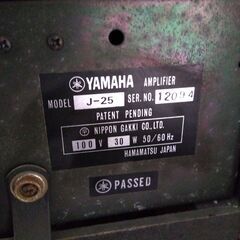 YAMAHA AMPLIFIER
MODEL J-25 SER. NO. 12094
PATENT PENDING
NIPPON GAKKI CO., LTD.
100 V 30 W 50/60Hz
HAMAMATSU JAPAN
PASSED